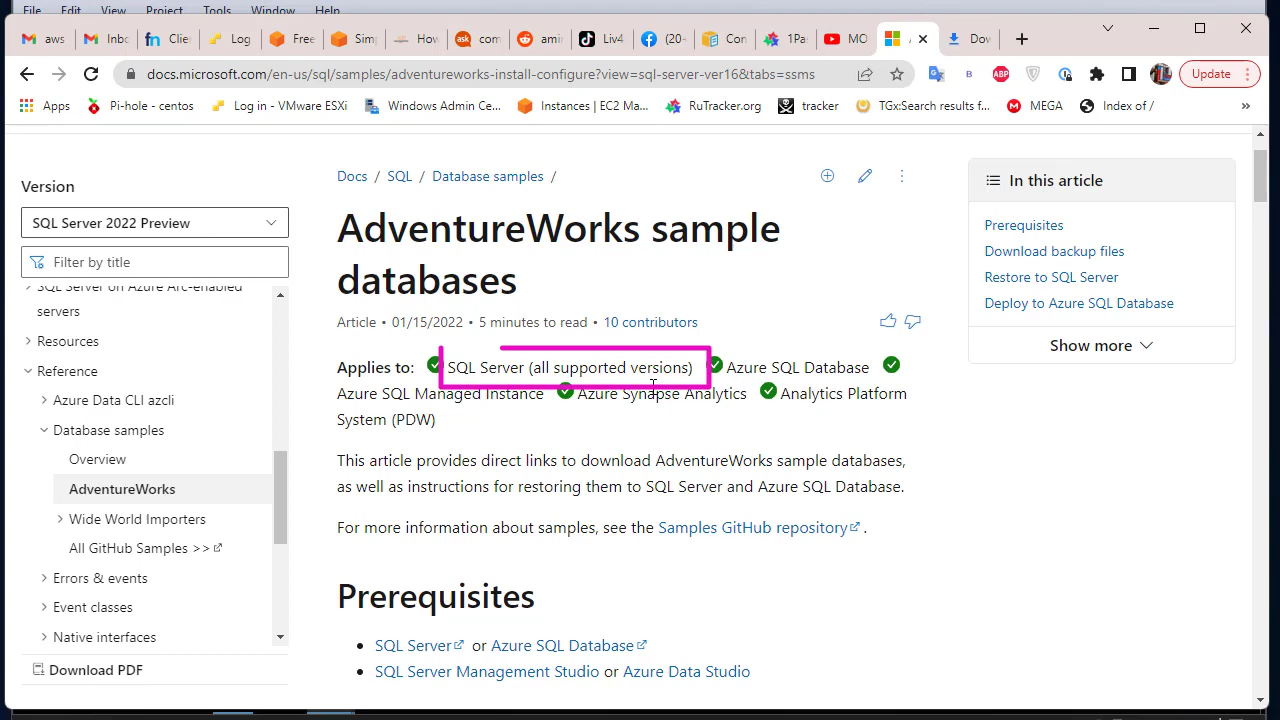 File Edit View Project Tools Window Help
aws Inbo Clie Log Free Sim Hov com amir Liv4 (20- Con 1Pa MO Dov
docs.microsoft.com/en-us/sql/samples/adventureworks-install-configure?view=sql-server-ver16&tabs=ssms
Update
Apps Pi-hole - centos Log in - VMware ESXi Windows Admin Ce... Instances | EC2 Ma... RuTracker.org tracker TGx:Search results f... MEGA Index of / »
Version
SQL Server 2022 Preview
Filter by title
SQL Server on Azure Arc-enabled
servers
Resources
Reference
Azure Data CLI azcli
Database samples
Overview
AdventureWorks
Wide World Importers
All GitHub Samples >>
Errors & events
Event classes
Native interfaces
Download PDF
Docs / SQL / Database samples /
AdventureWorks sample
databases
Article • 01/15/2022 • 5 minutes to read • 10 contributors
Applies to: SQL Server (all supported versions) Azure SQL Database
Azure SQL Managed Instance Azure Synapse Analytics Analytics Platform
System (PDW)
This article provides direct links to download AdventureWorks sample databases,
as well as instructions for restoring them to SQL Server and Azure SQL Database.
For more information about samples, see the Samples GitHub repository .
Prerequisites
• SQL Server or Azure SQL Database
• SQL Server Management Studio or Azure Data Studio
In this article
Prerequisites
Download backup files
Restore to SQL Server
Deploy to Azure SQL Database
Show more